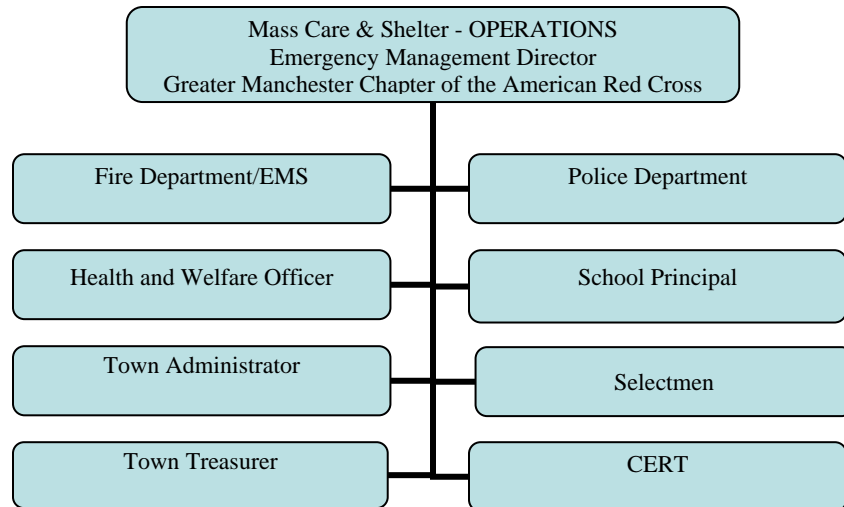 Mass Care & Shelter - OPERATIONS
Emergency Management Director
Greater Manchester Chapter of the American Red Cross
Fire Department/EMS
Police Department
Health and Welfare Officer
School Principal
Town Administrator
Selectmen
Town Treasurer
CERT